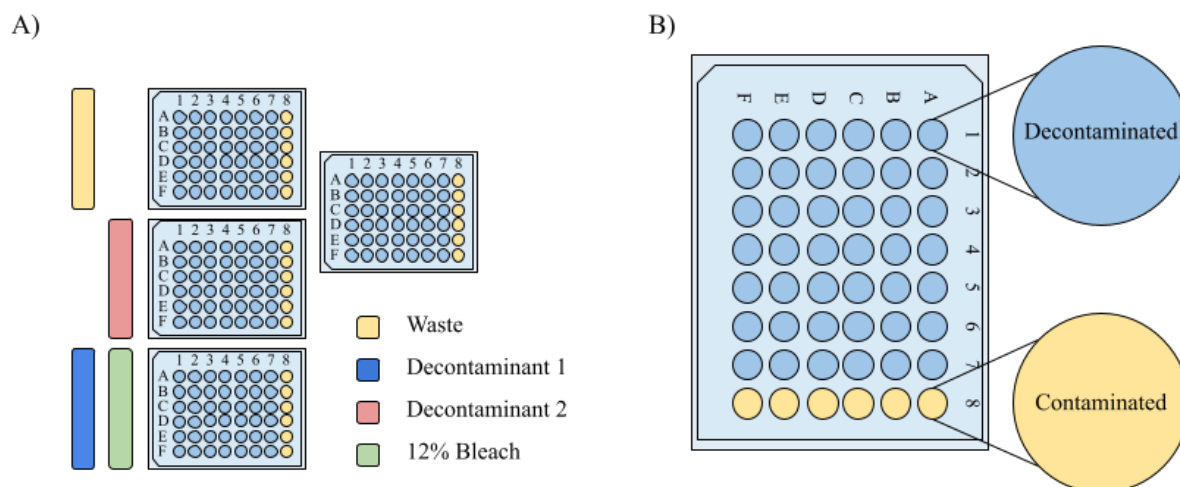 A)
1 2 3 4 5 6 7 8
A
B
C
D
E
F
1 2 3 4 5 6 7 8
A
B
C
D
E
F
1 2 3 4 5 6 7 8
A
B
C
D
E
F
1 2 3 4 5 6 7 8
A
B
C
D
E
F
Waste
Decontaminant 1
Decontaminant 2
12% Bleach
B)
F E D C B A
1
2
3
4
5
6
7
8
Decontaminated
Contaminated